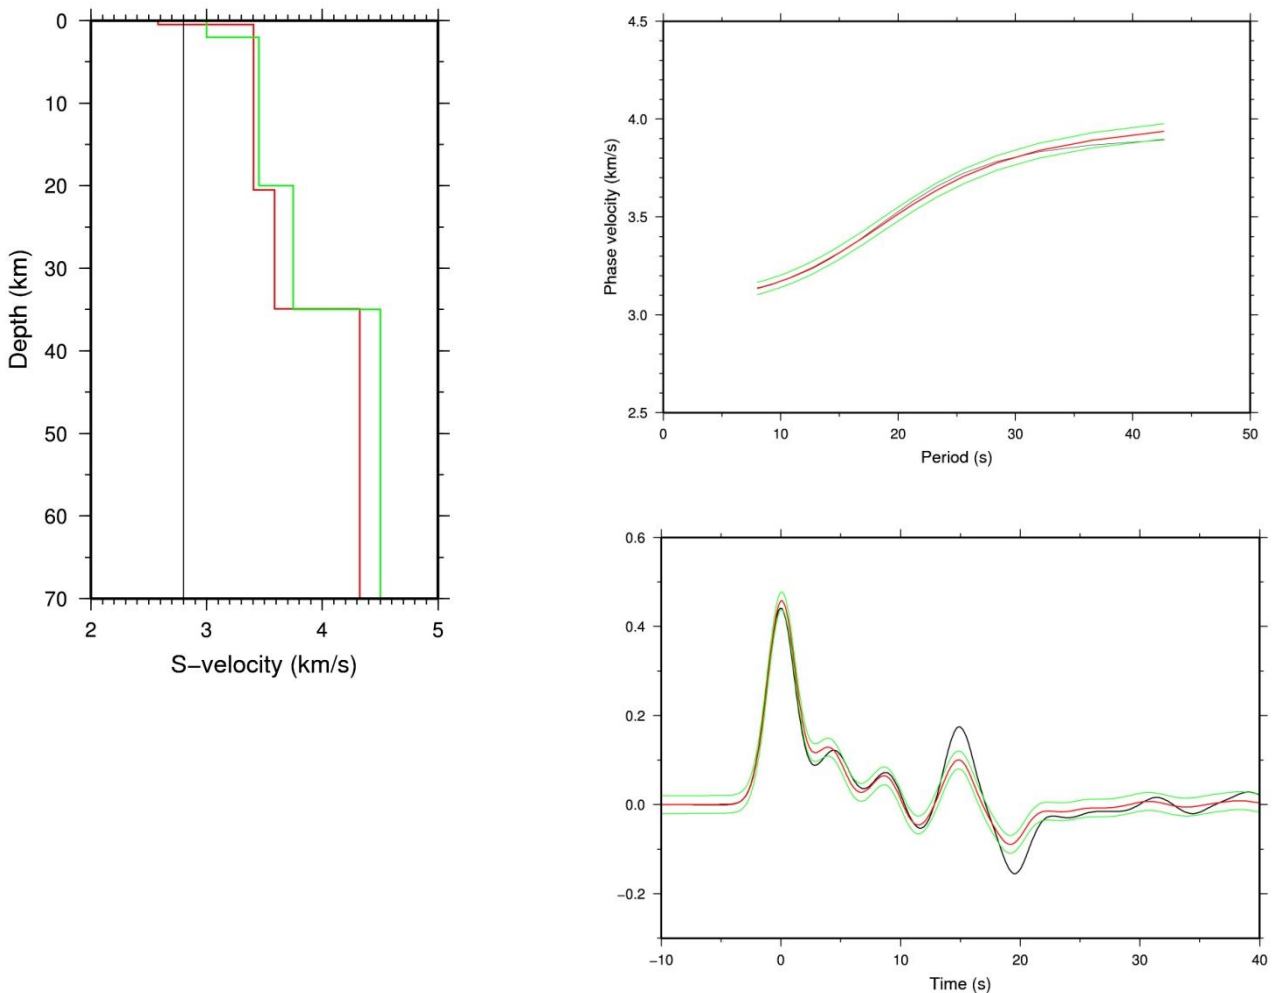 0
10
20
30
40
50
60
70
Depth (km)
2 3 4 5
S−velocity (km/s)
4.5
4.0
3.5
3.0
2.5
Phase velocity (km/s)
0 10 20 30 40 50
Period (s)
0.6
0.4
0.2
0.0
−0.2
−10 0 10 20 30 40
Time (s)